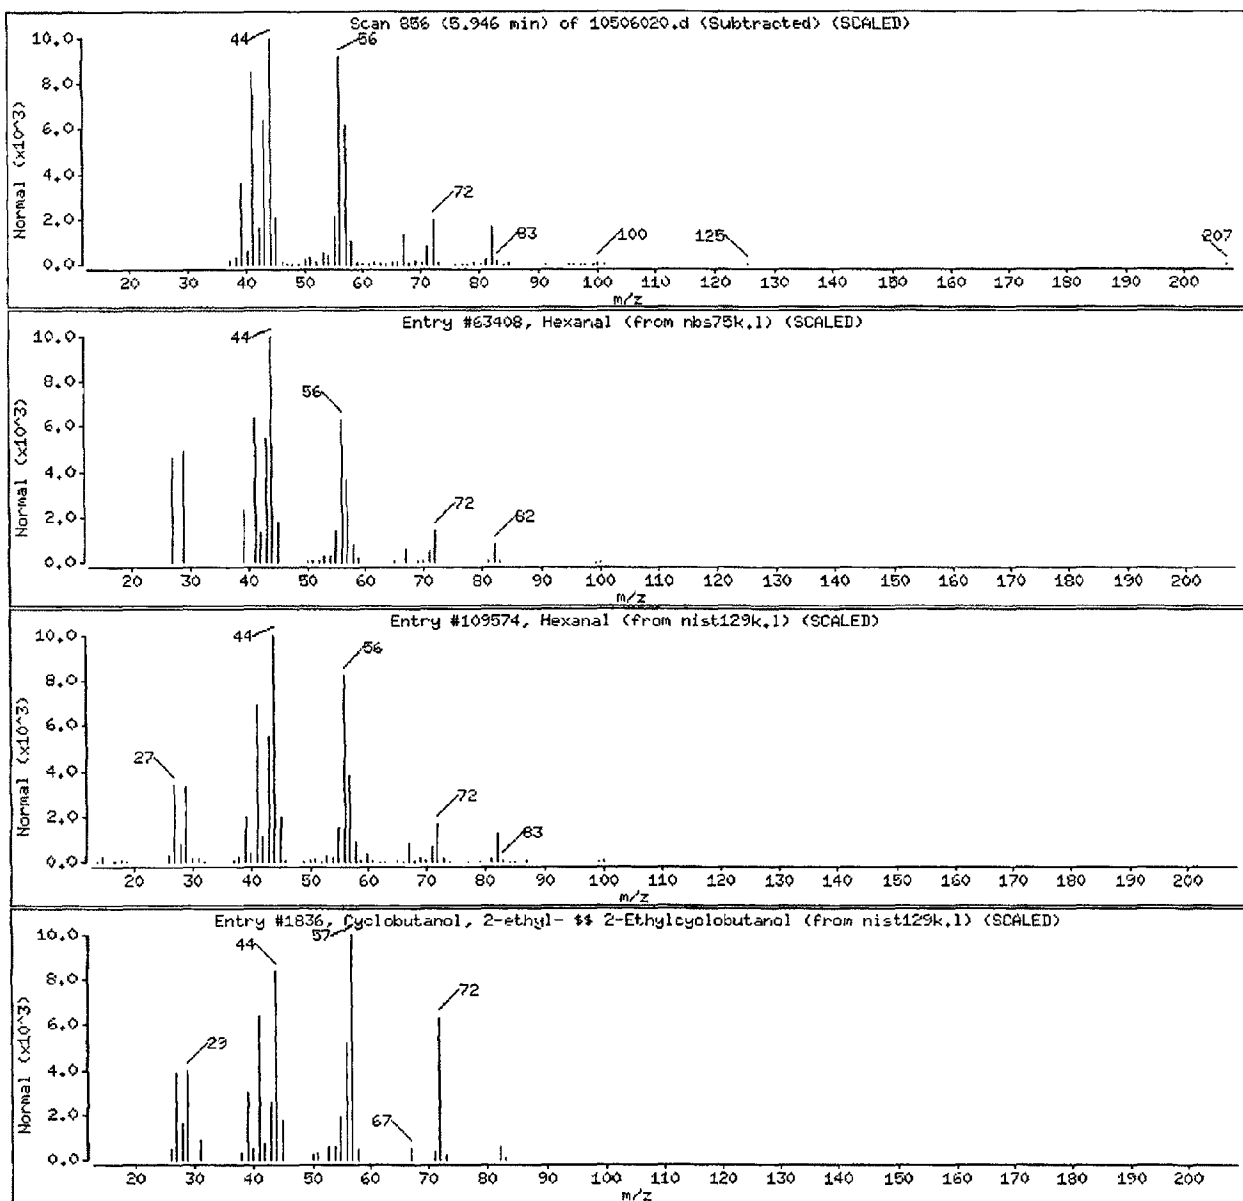 Scan 856 (5.946 min) of 10506020.d (Subtracted) (SCALED)
10.0
8.0
6.0
4.0
2.0
0.0
Normal (x10^3)
44
56
72
83
100
125
207
20 30 40 50 60 70 80 90 100 110 120 130 140 150 160 170 180 190 200
m/z
Entry #63408, Hexanal (from nbs75k.l) (SCALED)
10.0
8.0
6.0
4.0
2.0
0.0
Normal (x10^3)
44
56
72
82
20 30 40 50 60 70 80 90 100 110 120 130 140 150 160 170 180 190 200
m/z
Entry #109574, Hexanal (from nist129k.l) (SCALED)
10.0
8.0
6.0
4.0
2.0
0.0
Normal (x10^3)
27
44
56
72
83
20 30 40 50 60 70 80 90 100 110 120 130 140 150 160 170 180 190 200
m/z
Entry #1836, Cyclobutanol, 2-ethyl- $$ 2-Ethylcyclobutanol (from nist129k.l) (SCALED)
10.0
8.0
6.0
4.0
2.0
0.0
Normal (x10^3)
29
44
57
67
72
20 30 40 50 60 70 80 90 100 110 120 130 140 150 160 170 180 190 200
m/z